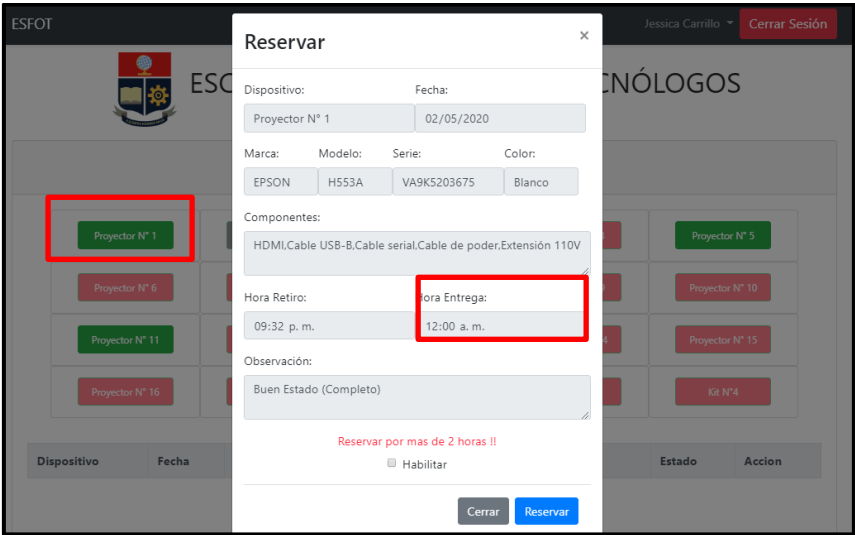 ESFOT
Jessica Carrillo
Cerrar Sesión
ESC
CNÓLOGOS
Reservar
×
Dispositivo:
Fecha:
Proyector N° 1
02/05/2020
Marca:
Modelo:
Serie:
Color:
EPSON
H553A
VA9K5203675
Blanco
Componentes:
HDMI,Cable USB-B,Cable serial,Cable de poder,Extensión 110V
Hora Retiro:
Hora Entrega:
09:32 p. m.
12:00 a. m.
Observación:
Buen Estado (Completo)
Reservar por mas de 2 horas !!
Habilitar
Cerrar
Reservar
Proyector N° 1
Proyector N° 5
Proyector N° 6
Proyector N° 10
Proyector N° 11
4
Proyector N° 15
Proyector N° 16
Kit N°4
Dispositivo
Fecha
Estado
Accion